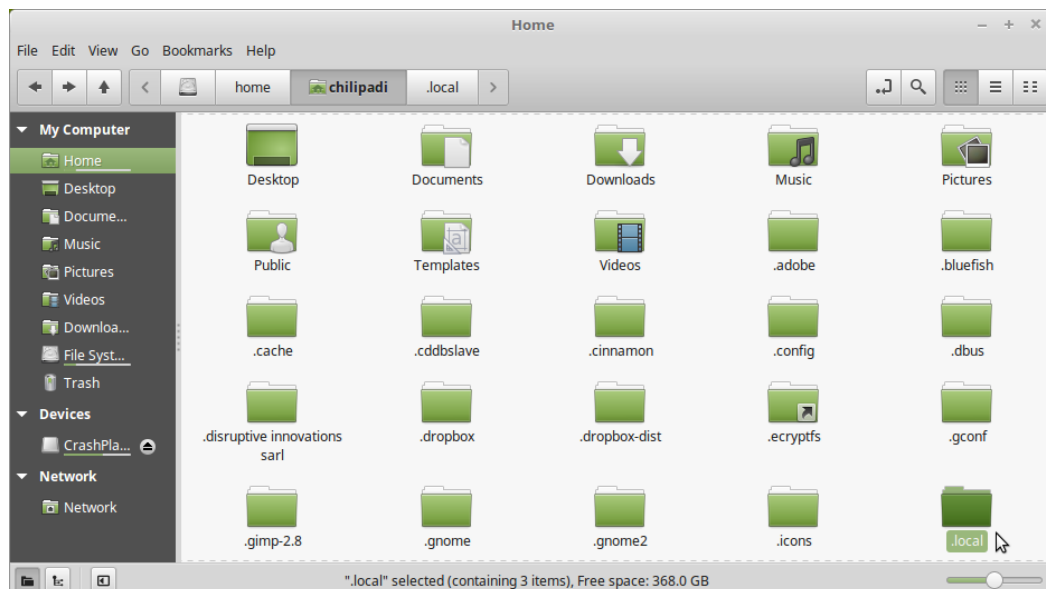 Home
File Edit View Go Bookmarks Help
home chilipadi .local
My Computer
Home
Desktop
Docume...
Music
Pictures
Videos
Downloa...
File Syst...
Trash
Devices
CrashPla...
Network
Network
Desktop Documents Downloads Music Pictures
Public Templates Videos .adobe .bluefish
.cache .cddbslave .cinnamon .config .dbus
.disruptive innovations .dropbox .dropbox-dist .ecryptfs .gconf
sarl
.gimp-2.8 .gnome .gnome2 .icons .local
".local" selected (containing 3 items), Free space: 368.0 GB